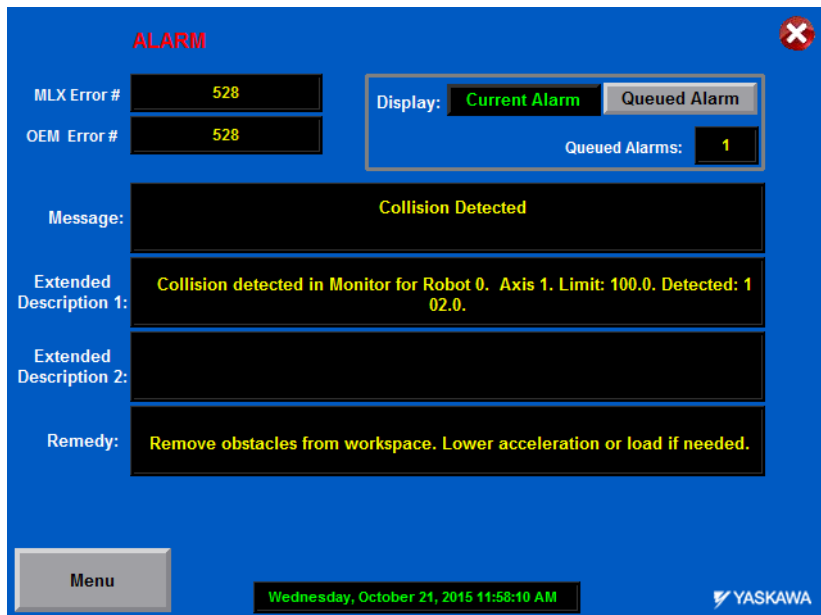 ALARM
MLX Error # 528
OEM Error # 528
Display: Current Alarm Queued Alarm
Queued Alarms: 1
Message: Collision Detected
Extended
Description 1:
Collision detected in Monitor for Robot 0. Axis 1. Limit: 100.0. Detected: 1
02.0.
Extended
Description 2:
Remedy: Remove obstacles from workspace. Lower acceleration or load if needed.
Menu
Wednesday, October 21, 2015 11:58:10 AM
YASKAWA